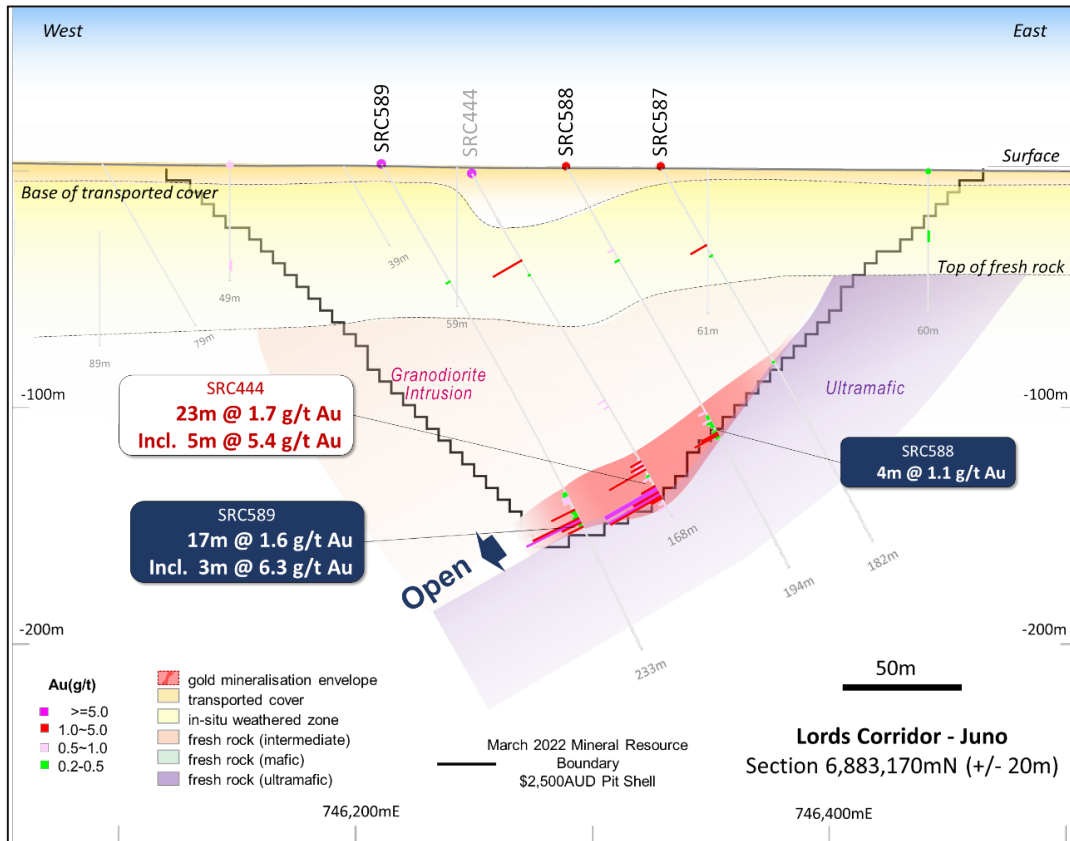 West
East
SRC589
SRC444
SRC588
SRC587
Surface
Base of transported cover
Top of fresh rock
39m
49m
59m
61m
60m
79m
89m
-100m
-100m
Granodiorite
Intrusion
Ultramafic
SRC444
23m @ 1.7 g/t Au
Incl. 5m @ 5.4 g/t Au
SRC588
4m @ 1.1 g/t Au
SRC589
17m @ 1.6 g/t Au
Incl. 3m @ 6.3 g/t Au
Open
168m
182m
194m
233m
-200m
-200m
Au(g/t)
>=5.0
1.0~5.0
0.5~1.0
0.2-0.5
gold mineralisation envelope
transported cover
in-situ weathered zone
fresh rock (intermediate)
fresh rock (mafic)
fresh rock (ultramafic)
March 2022 Mineral Resource
Boundary
$2,500AUD Pit Shell
50m
Lords Corridor - Juno
Section 6,883,170mN (+/- 20m)
746,200mE
746,400mE